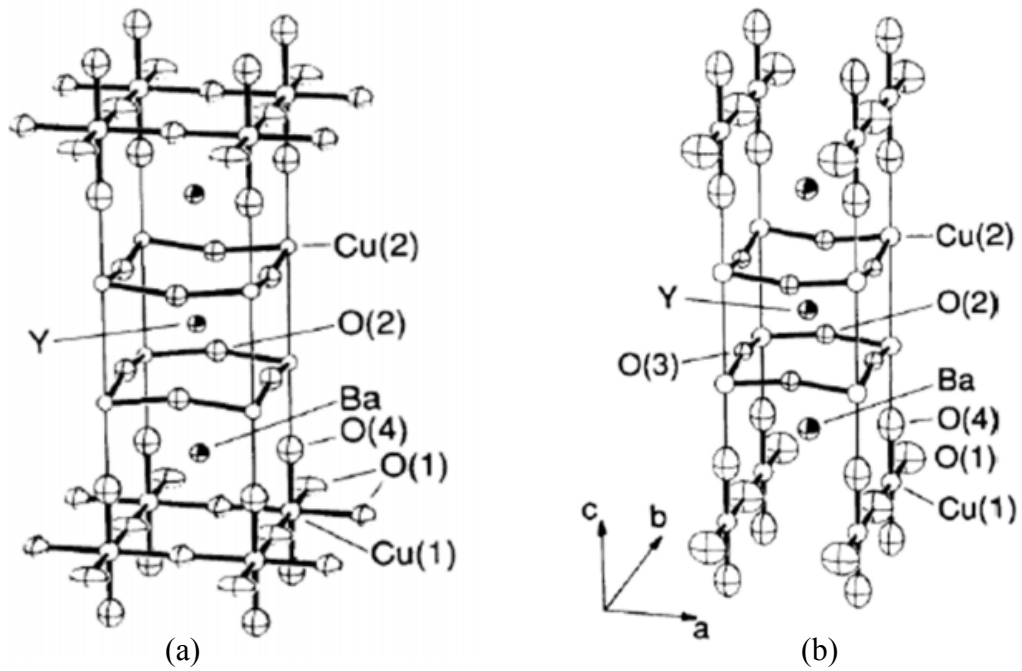 Cu(2)
Y
O(2)
Ba
O(4)
O(1)
Cu(1)
(a)
Cu(2)
Y
O(2)
O(3)
Ba
O(4)
O(1)
Cu(1)
c
b
a
(b)